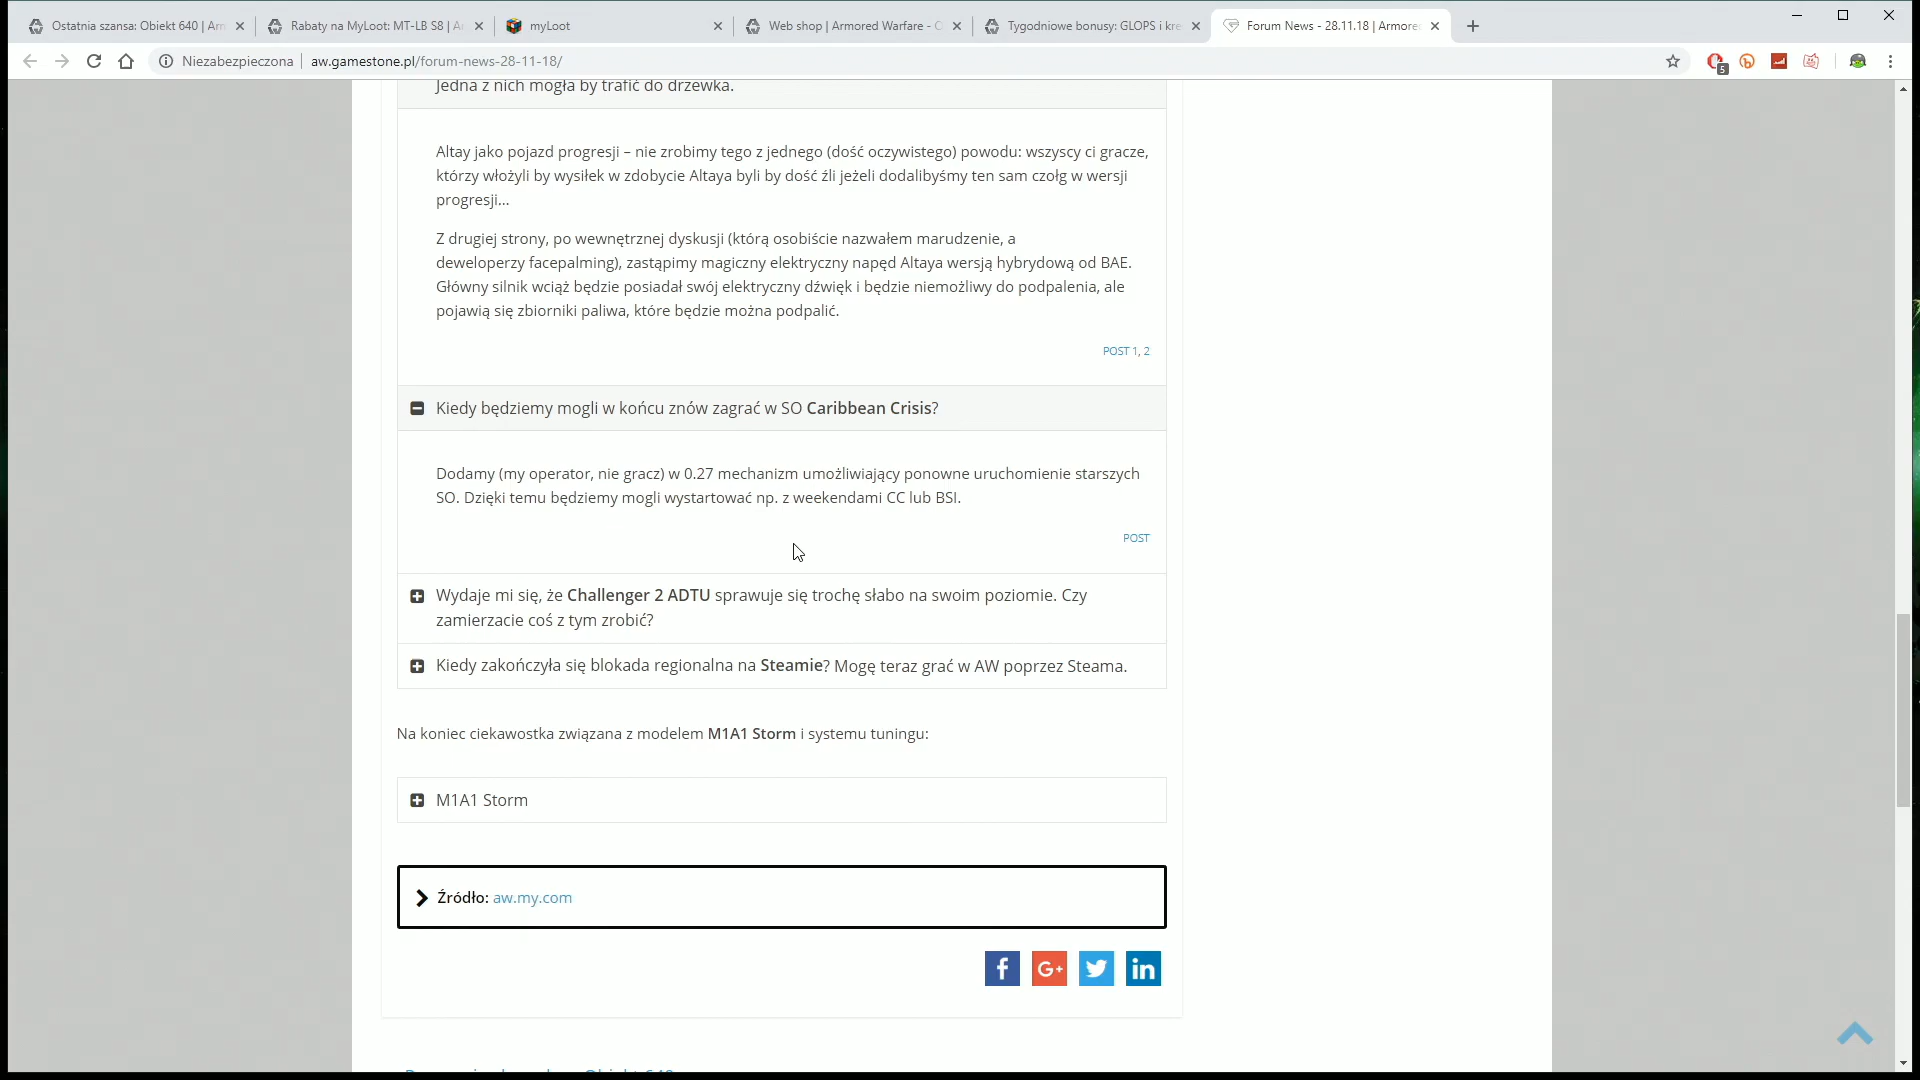 Ostatnia szansa: Obiekt 640 | Arm
Rabaty na MyLoot: MT-LB S8 | A
myLoot
Web shop | Armored Warfare - O
Tygodniowe bonusy: GLOPS i kre
Forum News - 28.11.18 | Armored
Niezabezpieczona
aw.gamestone.pl/forum-news-28-11-18/
5
Jedna z nich mogła by trafić do drzewka.
Altay jako pojazd progresji – nie zrobimy tego z jednego (dość oczywistego) powodu: wszyscy ci gracze,
którzy włożyli by wysiłek w zdobycie Altaya byli by dość źli jeżeli dodalibyśmy ten sam czołg w wersji
progresji...
Z drugiej strony, po wewnętrznej dyskusji (którą osobiście nazwałem marudzenie, a
deweloperzy facepalming), zastąpimy magiczny elektryczny napęd Altaya wersją hybrydową od BAE.
Główny silnik wciąż będzie posiadał swój elektryczny dźwięk i będzie niemożliwy do podpalenia, ale
pojawią się zbiorniki paliwa, które będzie można podpalić.
POST 1, 2
Kiedy będziemy mogli w końcu znów zagrać w SO Caribbean Crisis?
Dodamy (my operator, nie gracz) w 0.27 mechanizm umożliwiający ponowne uruchomienie starszych
SO. Dzięki temu będziemy mogli wystartować np. z weekendami CC lub BSI.
POST
Wydaje mi się, że Challenger 2 ADTU sprawuje się trochę słabo na swoim poziomie. Czy
zamierzacie coś z tym zrobić?
Kiedy zakończyła się blokada regionalna na Steamie? Mogę teraz grać w AW poprzez Steama.
Na koniec ciekawostka związana z modelem M1A1 Storm i systemu tuningu:
M1A1 Storm
Źródło: aw.my.com
f
G+
in